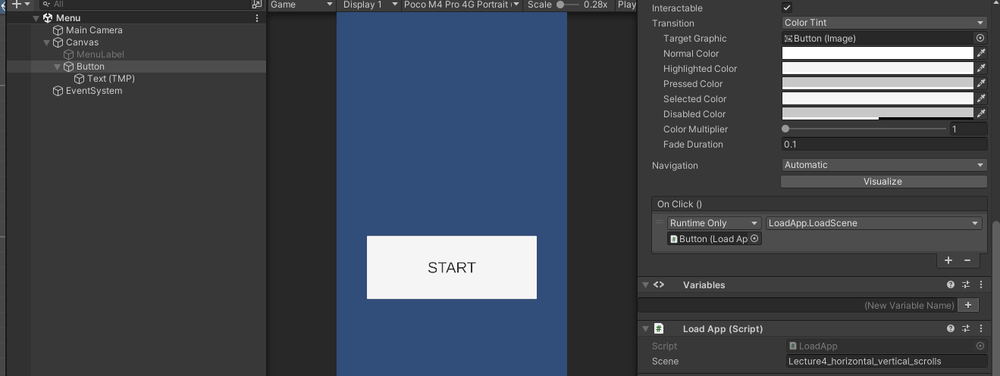 All
Menu
Main Camera
Canvas
MenuLabel
Button
Text (TMP)
EventSystem
Game
Display 1
Poco M4 Pro 4G Portrait
Scale
0.28x
Play
START
Interactable
Transition
Color Tint
Target Graphic
Button (Image)
Normal Color
Highlighted Color
Pressed Color
Selected Color
Disabled Color
Color Multiplier
1
Fade Duration
0.1
Navigation
Automatic
Visualize
On Click ()
Runtime Only
LoadApp.LoadScene
Button (Load Ap
Variables
(New Variable Name)
Load App (Script)
Script
LoadApp
Scene
Lecture4_horizontal_vertical_scrolls